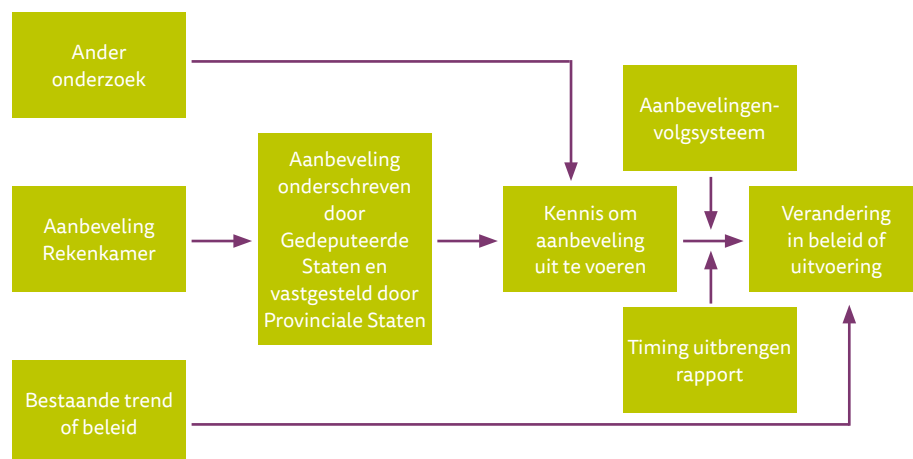 Ander
onderzoek
Aanbevelingen-
volgsysteem
Aanbeveling
onderschreven
door
Gedeputeerde
Staten en
vastgesteld door
Provinciale Staten
Aanbeveling
Rekenkamer
Kennis om
aanbeveling
uit te voeren
Verandering
in beleid of
uitvoering
Timing uitbrengen
rapport
Bestaande trend
of beleid